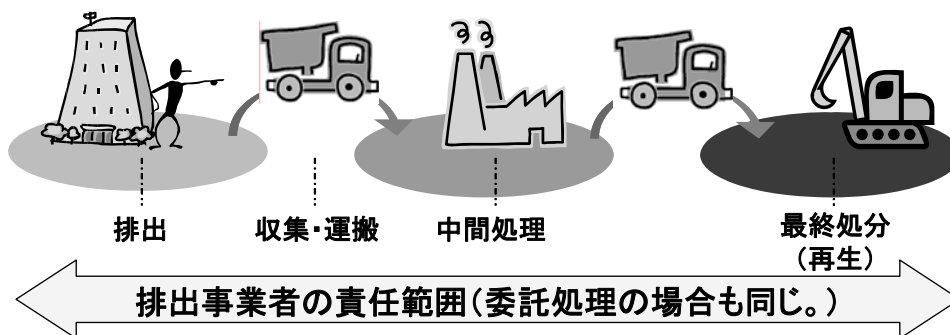 排出
収集・運搬
中間処理
最終処分
（再生）
排出事業者の責任範囲（委託処理の場合も同じ。）